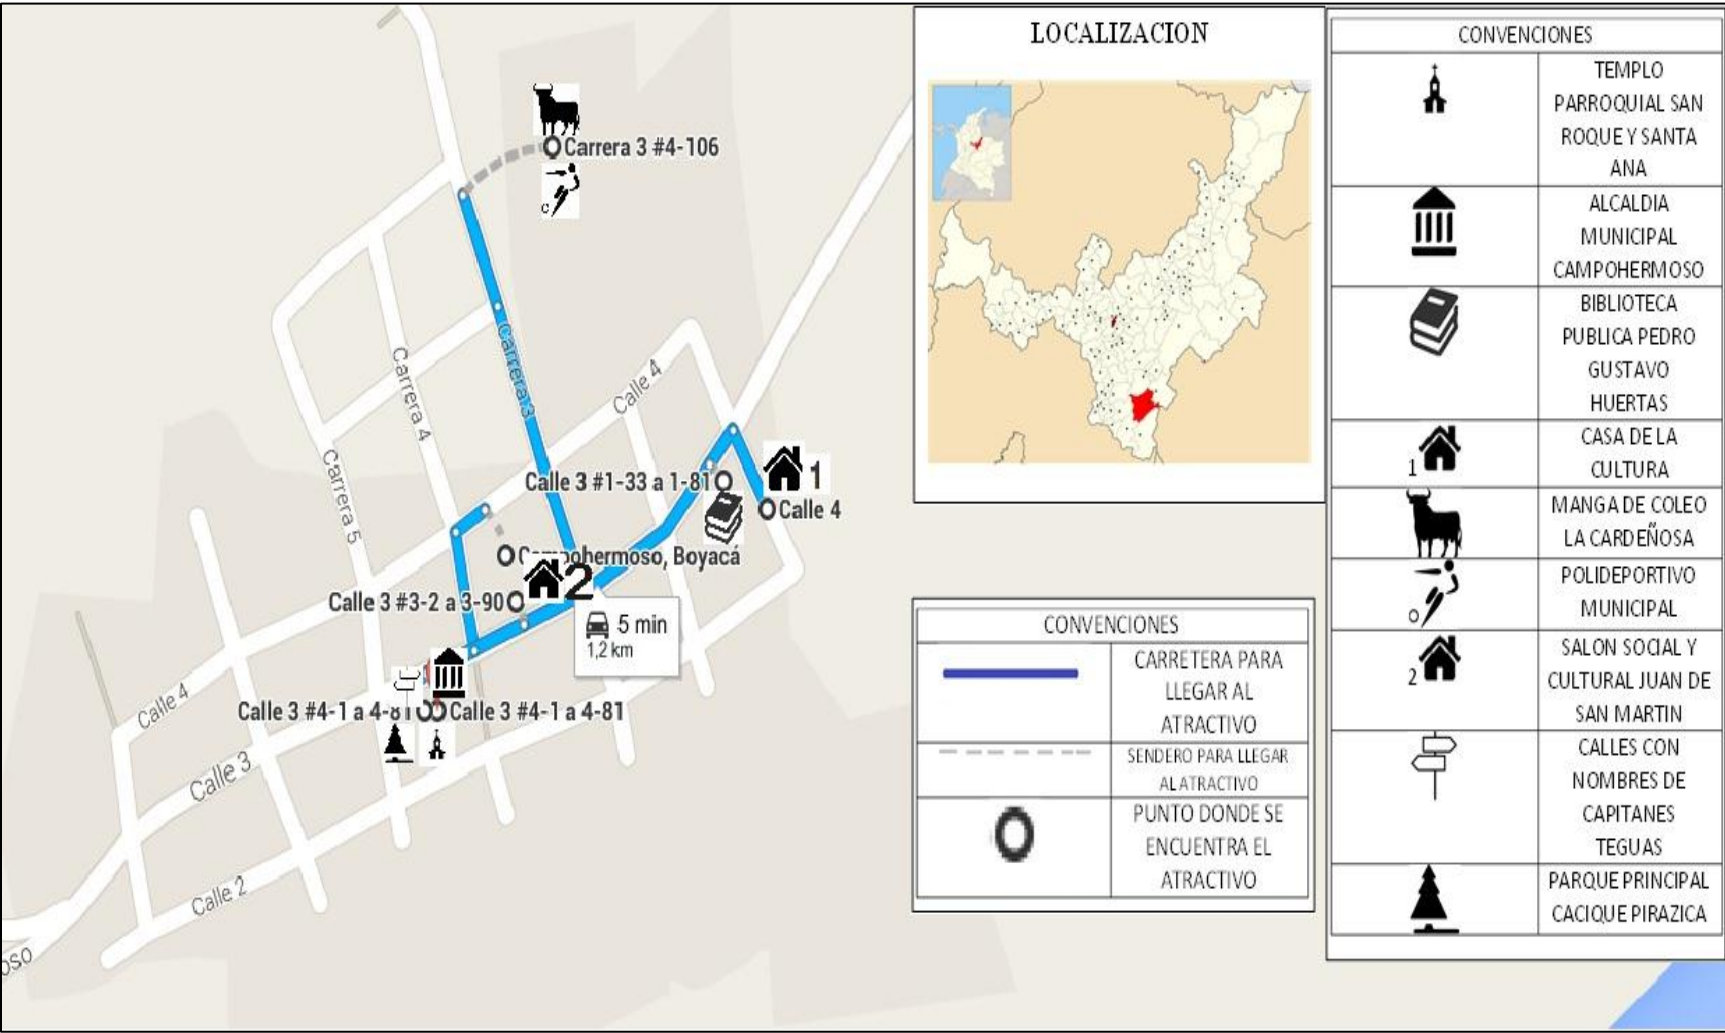 Carrera 3 #4-106
Carrera 3
Carrera 4
Carrera 5
Calle 4
Calle 3 #1-33 a 1-81
1
Calle 4
Campohermoso, Boyacá
2
Calle 3 #3-2 a 3-90
5 min
1,2 km
Calle 3 #4-1 a 4-81
Calle 3 #4-1 a 4-81
Calle 4
Calle 3
Calle 2
oso
LOCALIZACION
CONVENCIONES
CARRETERA PARA
LLEGAR AL
ATRACTIVO
SENDERO PARA LLEGAR
AL ATRACTIVO
PUNTO DONDE SE
ENCUENTRA EL
ATRACTIVO
CONVENCIONES
TEMPLO
PARROQUIAL SAN
ROQUE Y SANTA
ANA
ALCALDIA
MUNICIPAL
CAMPOHERMOSO
BIBLIOTECA
PUBLICA PEDRO
GUSTAVO
HUERTAS
1
CASA DE LA
CULTURA
MANGA DE COLEO
LA CARDEÑOSA
POLIDEPORTIVO
MUNICIPAL
2
SALON SOCIAL Y
CULTURAL JUAN DE
SAN MARTIN
CALLES CON
NOMBRES DE
CAPITANES
TEGUAS
PARQUE PRINCIPAL
CACIQUE PIRAZICA